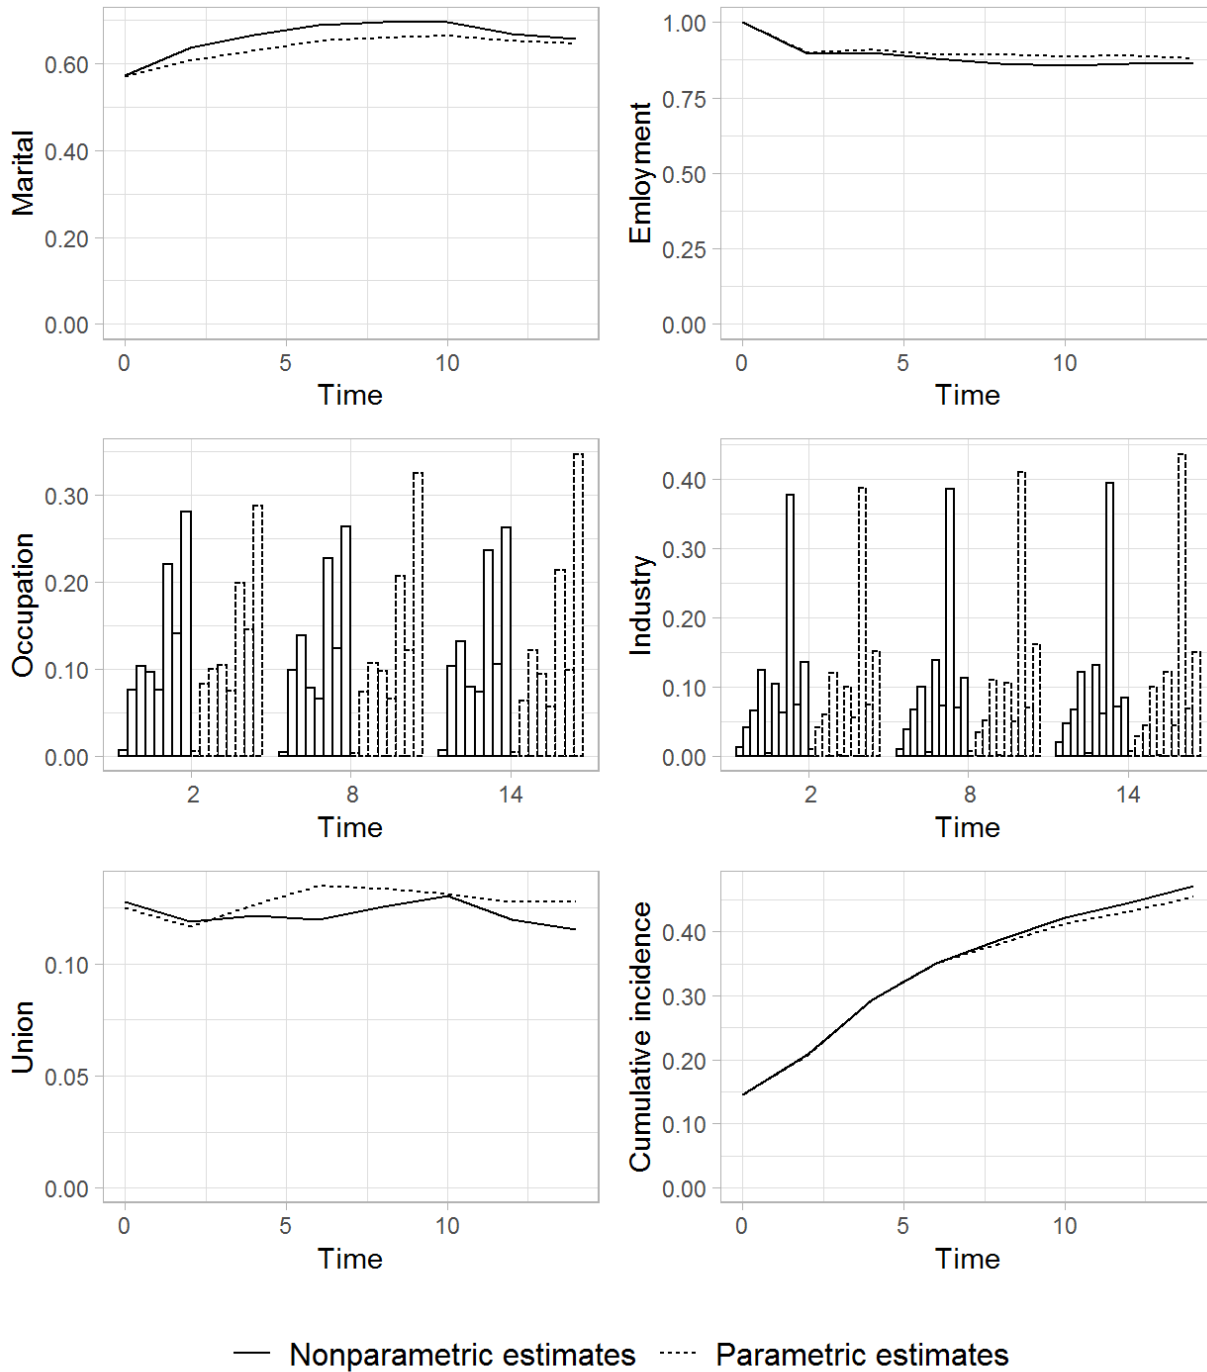 Marital
0.60
0.40
0.20
0.00
0 5 10
Time
Emloyment
1.00
0.75
0.50
0.25
0.00
0 5 10
Time
Occupation
0.30
0.20
0.10
0.00
2 8 14
Time
Industry
0.40
0.30
0.20
0.10
0.00
2 8 14
Time
Union
0.10
0.05
0.00
0 5 10
Time
Cumulative incidence
0.40
0.30
0.20
0.10
0.00
0 5 10
Time
Nonparametric estimates Parametric estimates